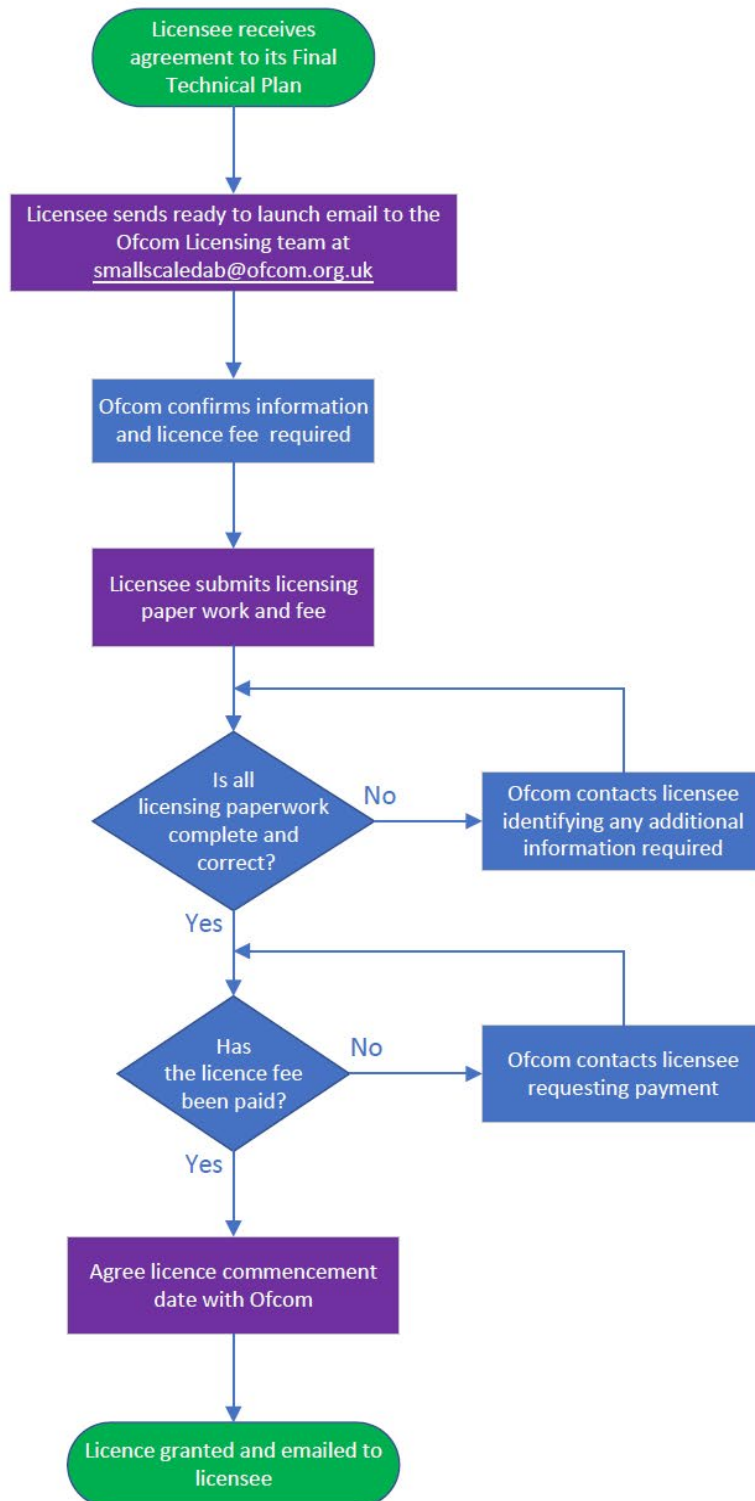 Licensee receives
agreement to its Final
Technical Plan
Licensee sends ready to launch email to the
Ofcom Licensing team at
smallscaledab@ofcom.org.uk
Ofcom confirms information
and licence fee  required
Licensee submits licensing
paper work and fee
Is all
licensing paperwork
complete and
correct?
No
Ofcom contacts licensee
identifying any additional
information required
Yes
Has
the licence fee
been paid?
No
Ofcom contacts licensee
requesting payment
Yes
Agree licence commencement
date with Ofcom
Licence granted and emailed to
licensee